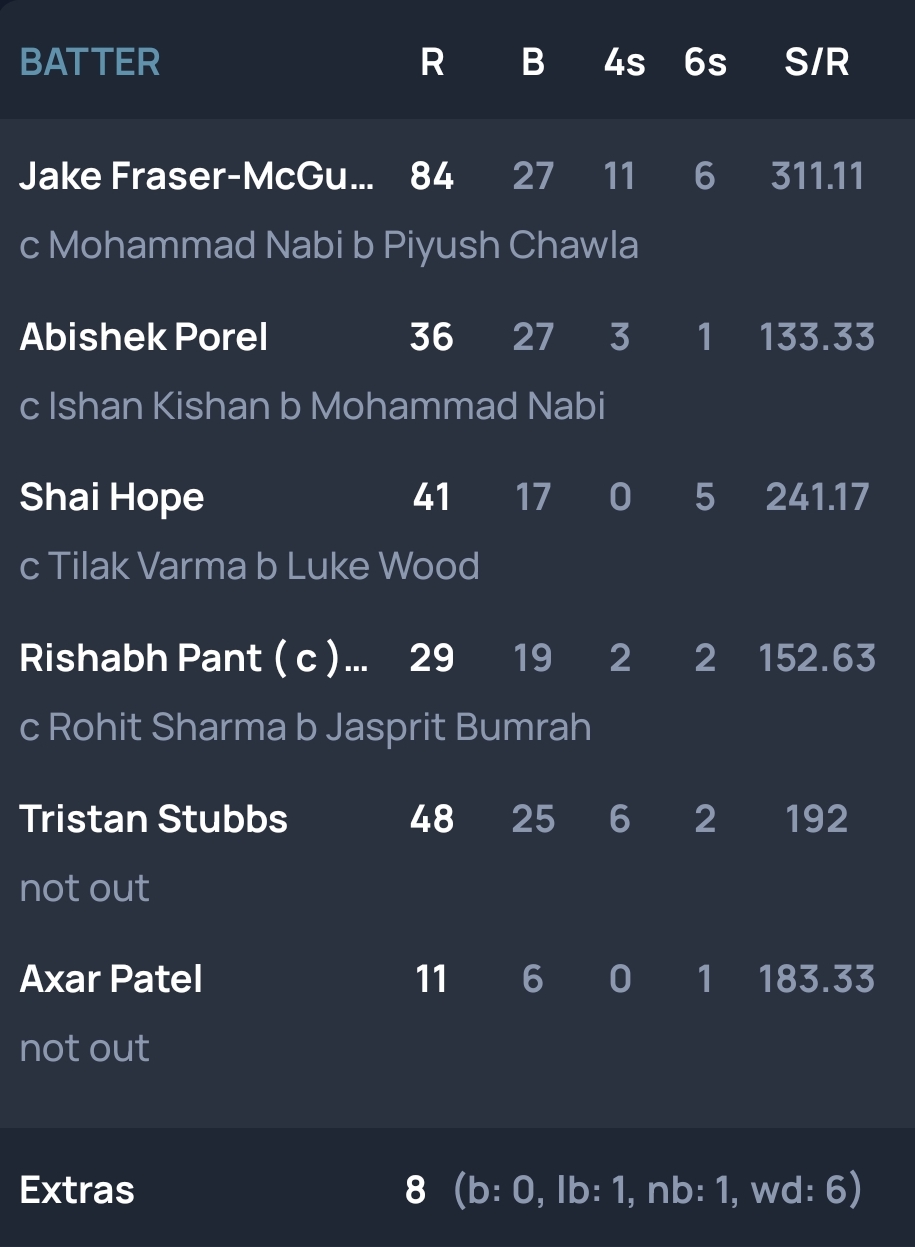 BATTER R B 4s 6s S/R
Jake Fraser-McGu... 84 27 11 6 311.11
c Mohammad Nabi b Piyush Chawla
Abishek Porel 36 27 3 1 133.33
c Ishan Kishan b Mohammad Nabi
Shai Hope 41 17 0 5 241.17
c Tilak Varma b Luke Wood
Rishabh Pant ( c )... 29 19 2 2 152.63
c Rohit Sharma b Jasprit Bumrah
Tristan Stubbs 48 25 6 2 192
not out
Axar Patel 11 6 0 1 183.33
not out
Extras 8 (b: 0, lb: 1, nb: 1, wd: 6)